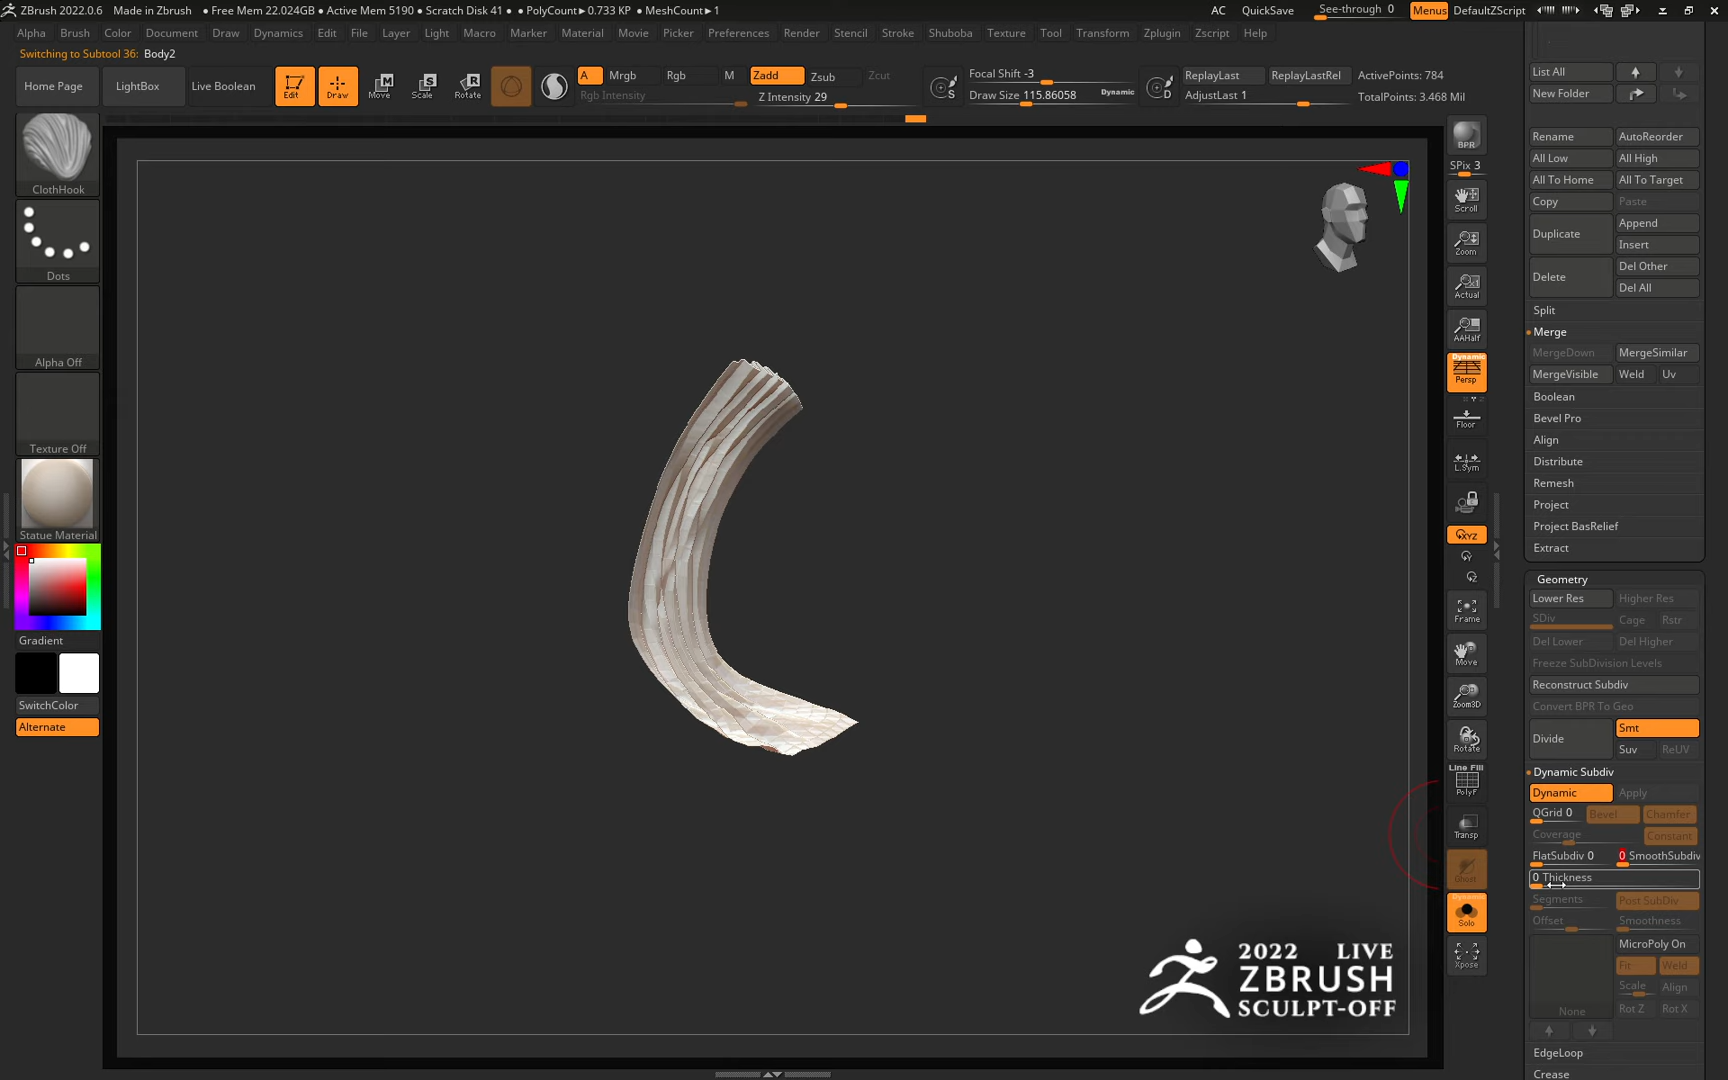 ZBrush 2022.0.6 Made in Zbrush • Free Mem 22.024GB • Active Mem 5190 • Scratch Disk 41 • • PolyCount► 0.733 KP • MeshCount► 1 AC QuickSave See-through 0 Menus DefaultZScript
Alpha Brush Color Document Draw Dynamics Edit File Layer Light Macro Marker Material Movie Picker Preferences Render Stencil Stroke Shuboba Texture Tool Transform Zplugin Zscript Help
Switching to Subtool 36: Body2
Home Page LightBox Live Boolean Edit Draw Move Scale Rotate A Mrgb Rgb M Zadd Zsub Zcut
Rgb Intensity Z Intensity 29
S Focal Shift -3
Draw Size 115.86058 Dynamic
D ReplayLast ReplayLastRel ActivePoints: 784
AdjustLast 1 TotalPoints: 3.468 Mil
ClothHook
Dots
Alpha Off
Texture Off
Statue Material
Gradient
SwitchColor
Alternate
BPR
SPix 3
Scroll
Zoom
Actual
AAHalf
Dynamic
Persp
Floor
L.Sym
XYZ
Y
Z
Frame
Move
Zoom3D
Rotate
Line Fill
PolyF
Transp
Ghost
Dynamic
Solo
Xpose
List All
New Folder
Rename AutoReorder
All Low All High
All To Home All To Target
Copy Paste
Duplicate Append
Insert
Delete Del Other
Del All
Split
Merge
MergeDown MergeSimilar
MergeVisible Weld Uv
Boolean
Bevel Pro
Align
Distribute
Remesh
Project
Project BasRelief
Extract
Geometry
Lower Res Higher Res
SDiv Cage Rstr
Del Lower Del Higher
Freeze SubDivision Levels
Reconstruct Subdiv
Convert BPR To Geo
Divide Smt
Suv ReUV
Dynamic Subdiv
Dynamic Apply
QGrid 0 Bevel Chamfer
Coverage Constant
FlatSubdiv 0 0 SmoothSubdiv
0 Thickness
Segments Post SubDiv
Offset Smoothness
MicroPoly On
Fit Weld
Scale Align
None Rot Z Rot X
EdgeLoop
Crease
2022 LIVE
ZBRUSH
SCULPT-OFF